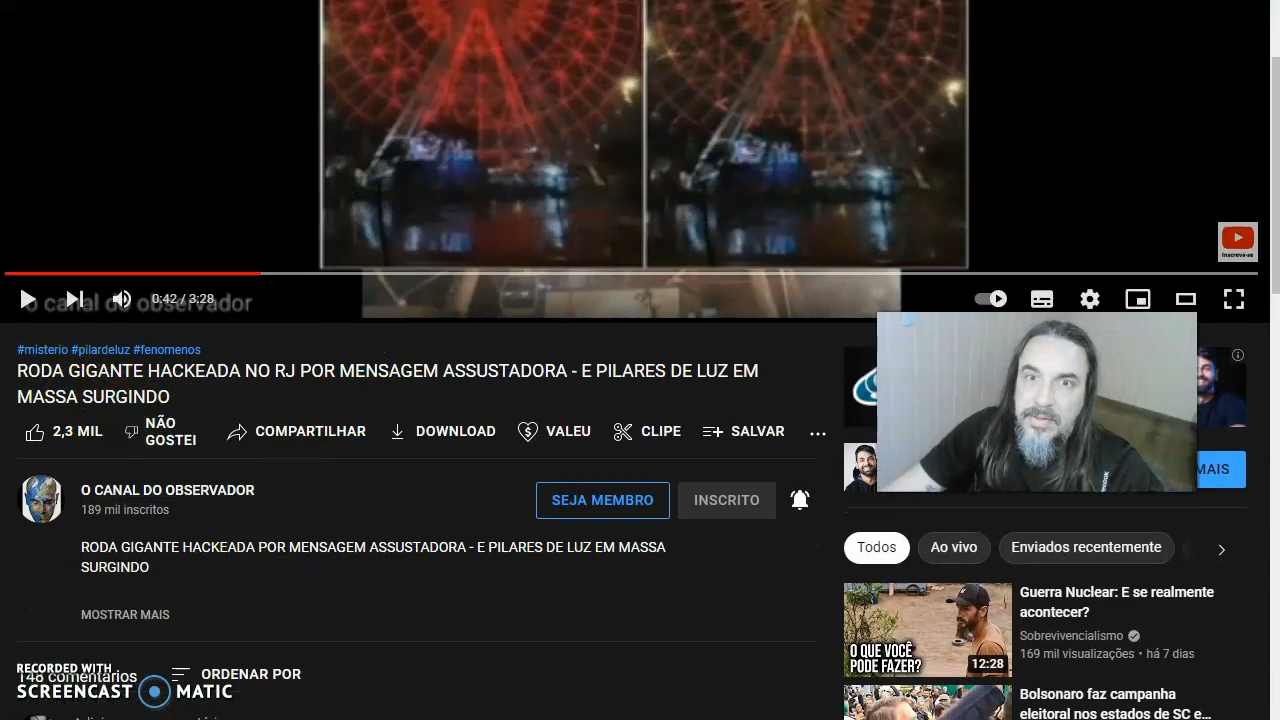 Inscreva-se
0:42 / 3:28
o canal do observador
#misterio #pilardeluz #fenomenos
RODA GIGANTE HACKEADA NO RJ POR MENSAGEM ASSUSTADORA - E PILARES DE LUZ EM
MASSA SURGINDO
2,3 MIL
NÃO
GOSTEI
COMPARTILHAR
DOWNLOAD
VALEU
CLIPE
SALVAR
O CANAL DO OBSERVADOR
189 mil inscritos
SEJA MEMBRO
INSCRITO
RODA GIGANTE HACKEADA POR MENSAGEM ASSUSTADORA - E PILARES DE LUZ EM MASSA
SURGINDO
MOSTRAR MAIS
148 comentários
ORDENAR POR
RECORDED WITH
SCREENCAST MATIC
MAIS
Todos
Ao vivo
Enviados recentemente
O QUE VOCÊ
PODE FAZER?
12:28
Guerra Nuclear: E se realmente
acontecer?
Sobrevivencialismo
169 mil visualizações • há 7 dias
Bolsonaro faz campanha
eleitoral nos estados de SC e...